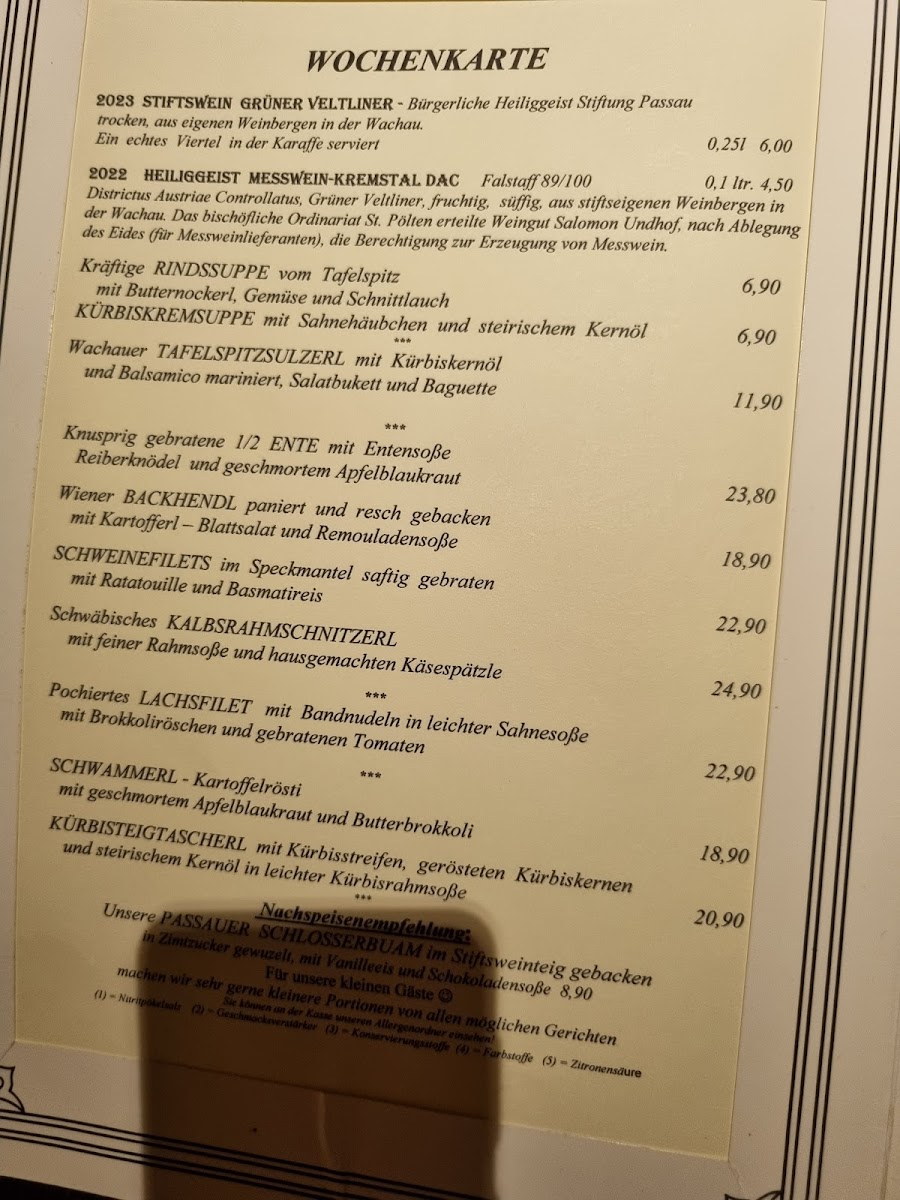 WOCHENKARTE
2023 STIFTSWEIN GRÜNER VELTLINER - Bürgerliche Heiliggeist Stiftung Passau
trocken, aus eigenen Weinbergen in der Wachau.
Ein echtes Viertel in der Karaffe serviert 0,25l 6,00
2022 HEILIGGEIST MESSWEIN-KREMSTAL DAC Falstaff 89/100 0,1 ltr. 4,50
Districtus Austriae Controllatus, Grüner Veltliner, fruchtig, süffig, aus stiftseigenen Weinbergen in
der Wachau. Das bischöfliche Ordinariat St. Pölten erteilte Weingut Salomon Undhof, nach Ablegung
des Eides (für Messweinlieferanten), die Berechtigung zur Erzeugung von Messwein.
Kräftige RINDSSUPPE vom Tafelspitz
mit Butternockerl, Gemüse und Schnittlauch 6,90
KÜRBISKREMSUPPE mit Sahnehäubchen und steirischem Kernöl 6,90
***
Wachauer TAFELSPITZSULZERL mit Kürbiskernöl
und Balsamico mariniert, Salatbukett und Baguette 11,90
***
Knusprig gebratene 1/2 ENTE mit Entensoße
Reiberknödel und geschmortem Apfelblaukraut 23,80
Wiener BACKHENDL paniert und resch gebacken
mit Kartofferl – Blattsalat und Remouladensoße 18,90
SCHWEINEFILETS im Speckmantel saftig gebraten
mit Ratatouille und Basmatireis 22,90
Schwäbisches KALBSRAHMSCHNITZERL
mit feiner Rahmsoße und hausgemachten Käsespätzle 24,90
***
Pochiertes LACHSFILET mit Bandnudeln in leichter Sahnesoße
mit Brokkoliröschen und gebratenen Tomaten 22,90
***
SCHWAMMERL - Kartoffelrösti
mit geschmortem Apfelblaukraut und Butterbrokkoli 18,90
KÜRBISTEIGTASCHERL mit Kürbisstreifen, gerösteten Kürbiskernen
und steirischem Kernöl in leichter Kürbisrahmsoße 20,90
***
Nachspeisenempfehlung:
Unsere PASSAUER SCHLOSSERBUAM im Stiftsweinteig gebacken
in Zimtzucker gewuzelt, mit Vanilleeis und Schokoladensoße 8,90
Für unsere kleinen Gäste ☺
machen wir sehr gerne kleinere Portionen von allen möglichen Gerichten
Sie können an der Kasse unseren Allergenordner einsehen!
(1) = Nitritpökelsalz (2) = Geschmacksverstärker (3) = Konservierungsstoffe (4) = Farbstoffe (5) = Zitronensäure